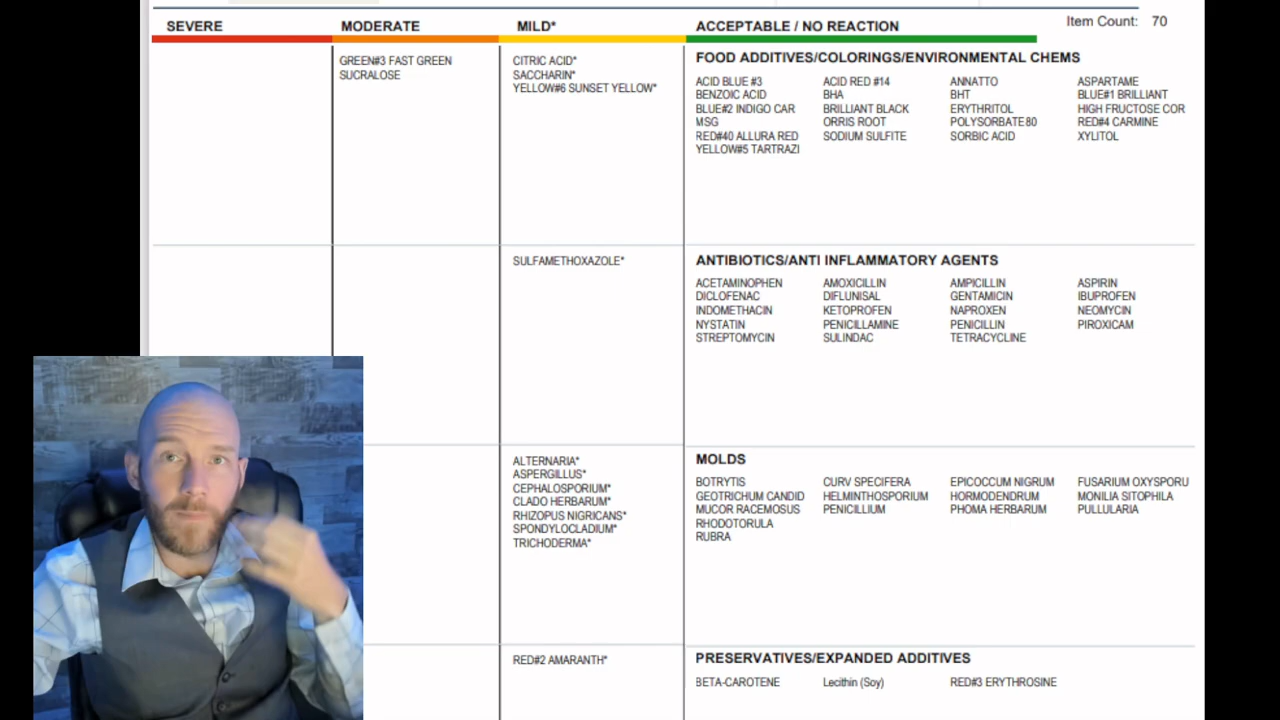 Item Count: 70
SEVERE MODERATE MILD* ACCEPTABLE / NO REACTION
FOOD ADDITIVES/COLORINGS/ENVIRONMENTAL CHEMS
GREEN#3 FAST GREEN
SUCRALOSE
CITRIC ACID*
SACCHARIN*
YELLOW#6 SUNSET YELLOW*
ACID BLUE #3 ACID RED #14 ANNATTO ASPARTAME
BENZOIC ACID BHA BHT BLUE#1 BRILLIANT
BLUE#2 INDIGO CAR BRILLIANT BLACK ERYTHRITOL HIGH FRUCTOSE COR
MSG ORRIS ROOT POLYSORBATE80 RED#4 CARMINE
RED#40 ALLURA RED SODIUM SULFITE SORBIC ACID XYLITOL
YELLOW#5 TARTRAZI
ANTIBIOTICS/ANTI INFLAMMATORY AGENTS
SULFAMETHOXAZOLE*
ACETAMINOPHEN AMOXICILLIN AMPICILLIN ASPIRIN
DICLOFENAC DIFLUNISAL GENTAMICIN IBUPROFEN
INDOMETHACIN KETOPROFEN NAPROXEN NEOMYCIN
NYSTATIN PENICILLAMINE PENICILLIN PIROXICAM
STREPTOMYCIN SULINDAC TETRACYCLINE
MOLDS
ALTERNARIA*
ASPERGILLUS*
CEPHALOSPORIUM*
CLADO HERBARUM*
RHIZOPUS NIGRICANS*
SPONDYLOCLADIUM*
TRICHODERMA*
BOTRYTIS CURV SPECIFERA EPICOCCUM NIGRUM FUSARIUM OXYSPORU
GEOTRICHUM CANDID HELMINTHOSPORIUM HORMODENDRUM MONILIA SITOPHILA
MUCOR RACEMOSUS PENICILLIUM PHOMA HERBARUM PULLULARIA
RHODOTORULA
RUBRA
PRESERVATIVES/EXPANDED ADDITIVES
RED#2 AMARANTH*
BETA-CAROTENE Lecithin (Soy) RED#3 ERYTHROSINE